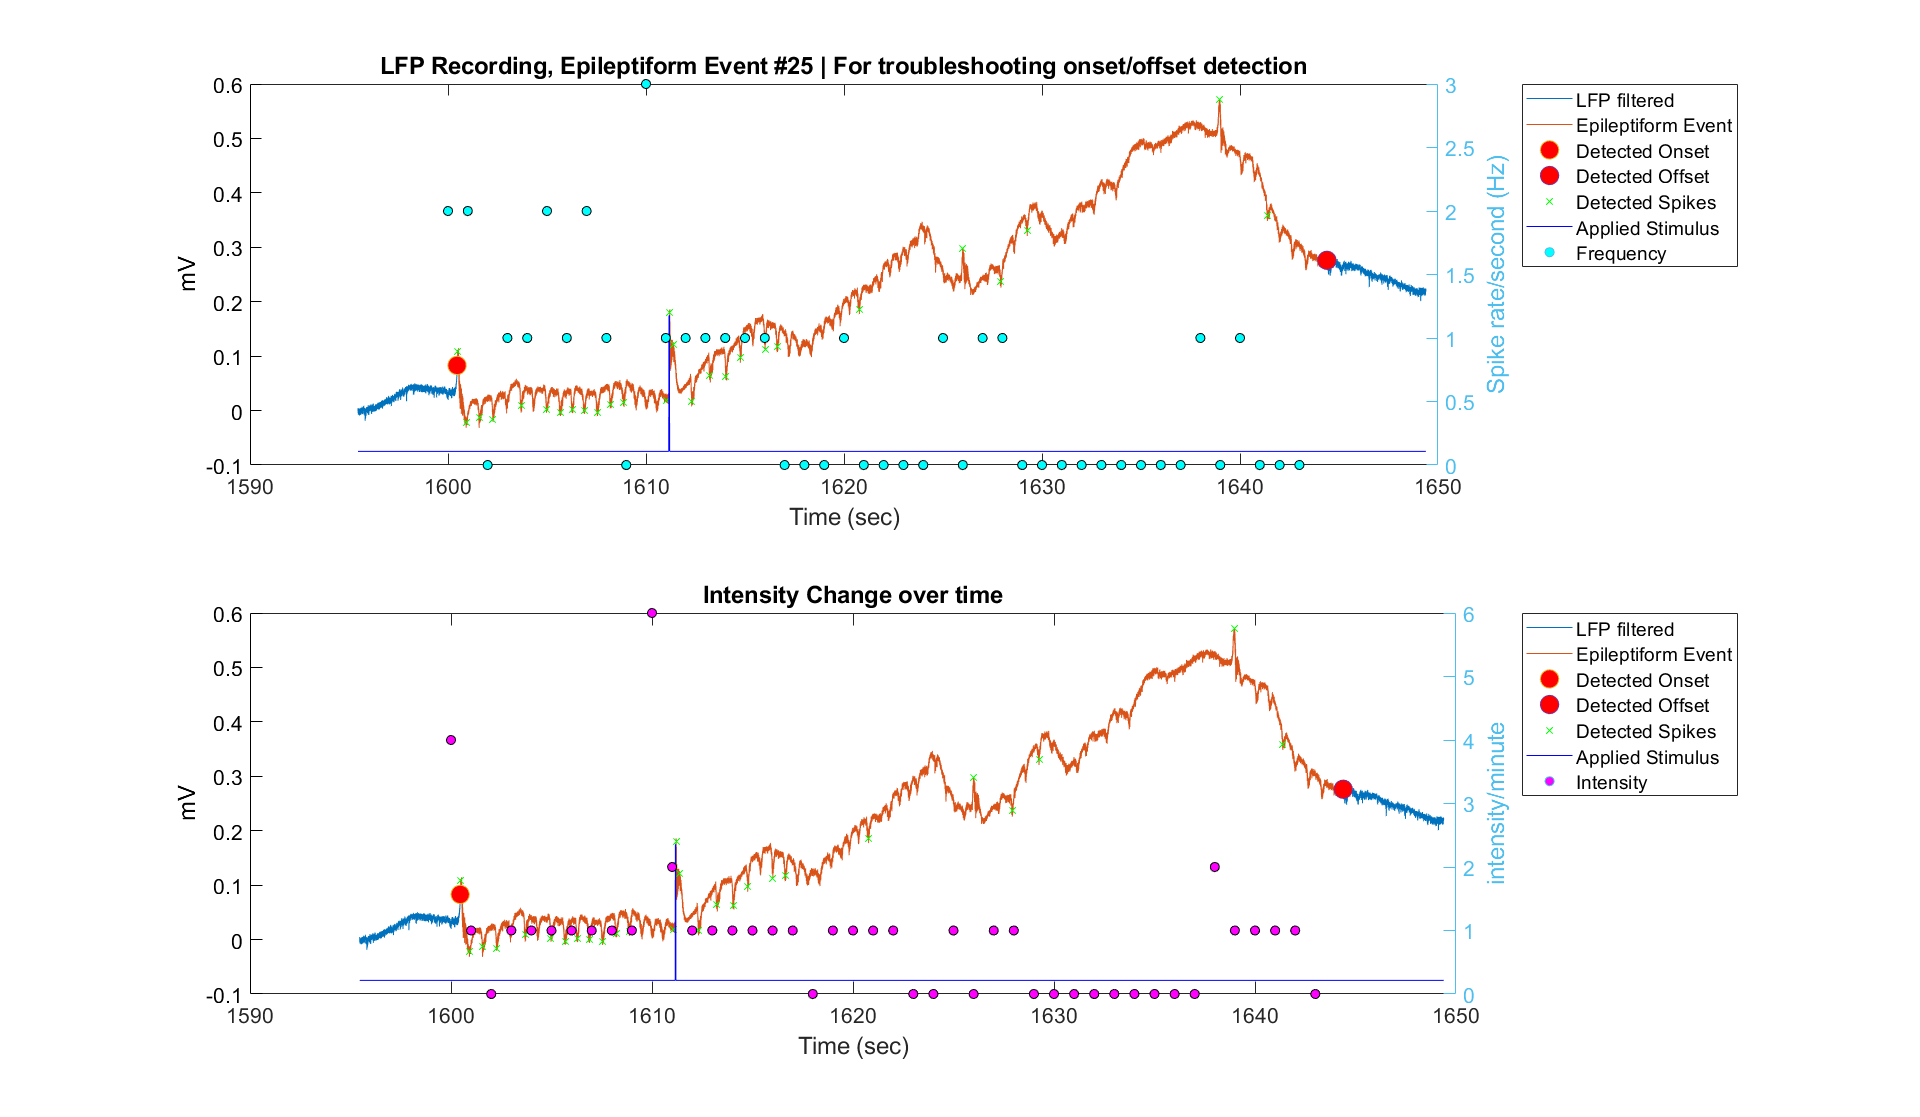 LFP Recording, Epileptiform Event #25 | For troubleshooting onset/offset detection
0.6
0.5
0.4
0.3
0.2
0.1
0
-0.1
mV
3
2.5
2
1.5
1
0.5
0
Spike rate/second (Hz)
1590 1600 1610 1620 1630 1640 1650
Time (sec)
LFP filtered
Epileptiform Event
Detected Onset
Detected Offset
Detected Spikes
Applied Stimulus
Frequency
Intensity Change over time
0.6
0.5
0.4
0.3
0.2
0.1
0
-0.1
mV
6
5
4
3
2
1
0
intensity/minute
1590 1600 1610 1620 1630 1640 1650
Time (sec)
LFP filtered
Epileptiform Event
Detected Onset
Detected Offset
Detected Spikes
Applied Stimulus
Intensity